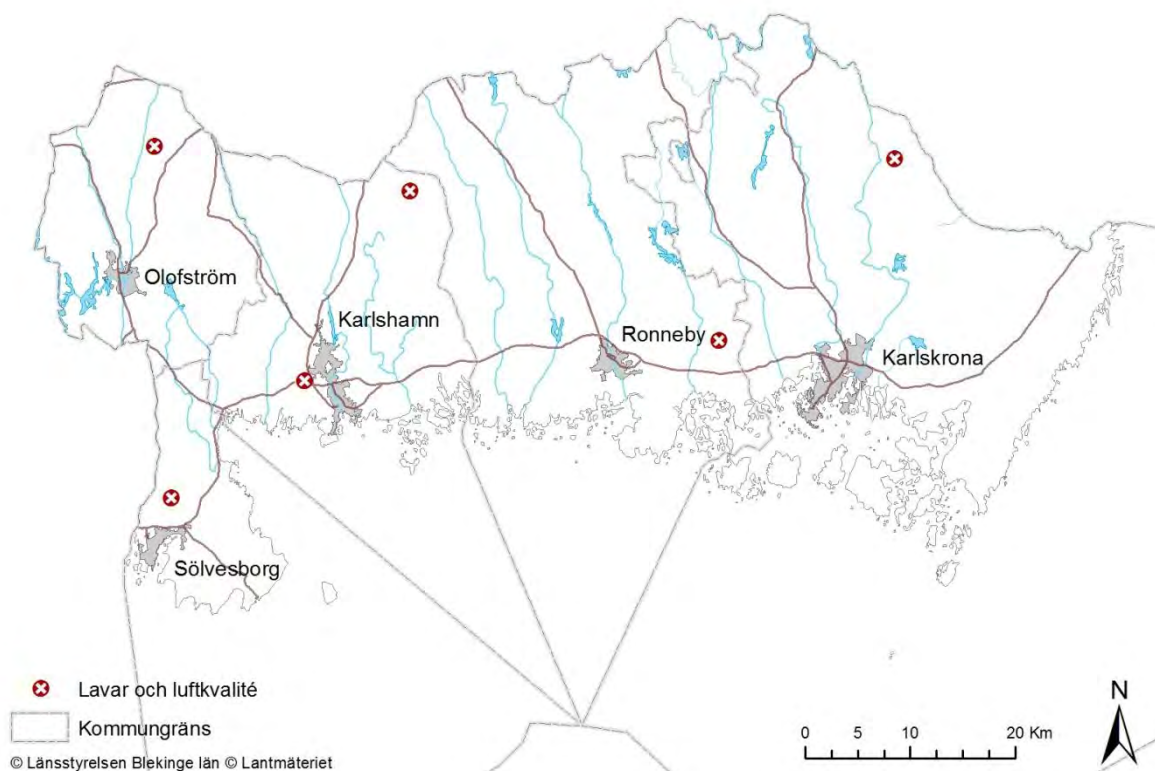 Olofström
Karlshamn
Ronneby
Karlskrona
Sölvesborg
Lavar och luftkvalité
Kommungräns
© Länsstyrelsen Blekinge län © Lantmäteriet
0 5 10 20 Km
N